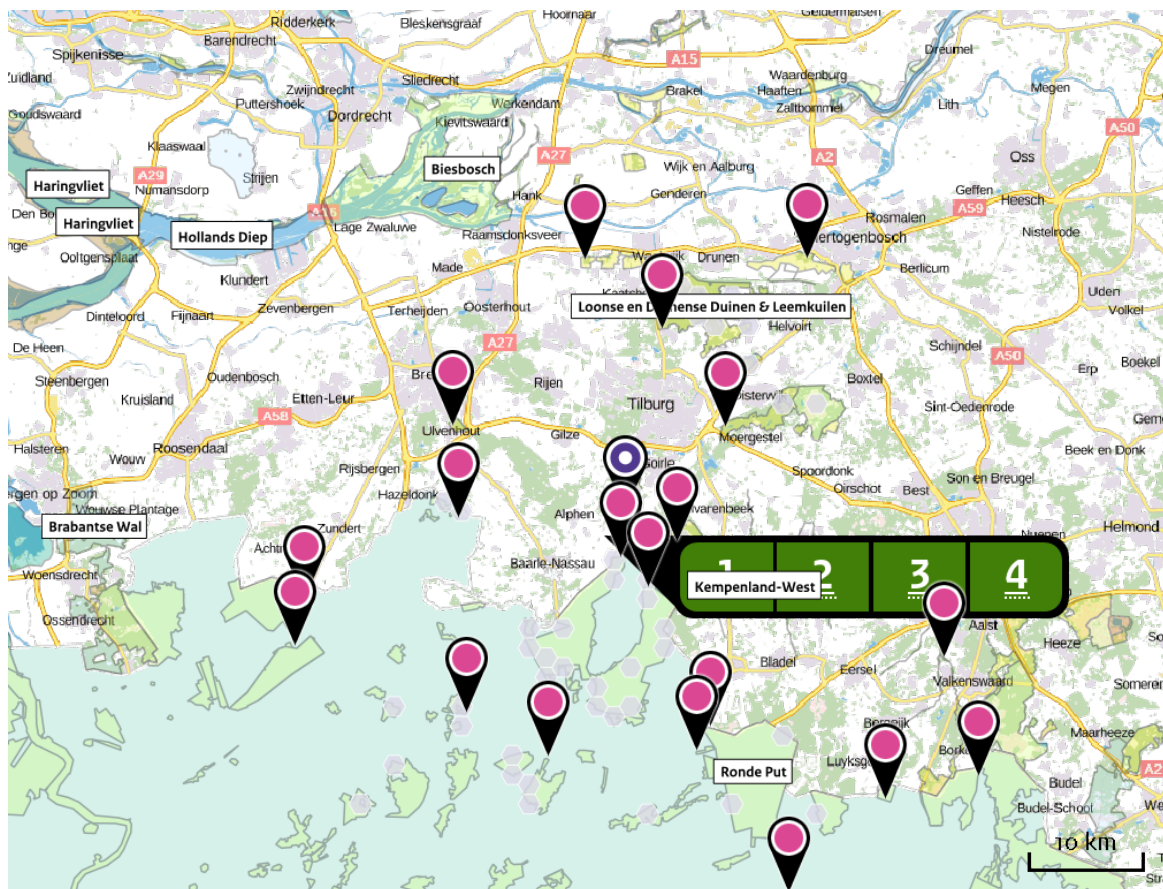 Hoornaar
Geldermalsen
Ridderkerk
Bleskensgraaf
Barendrecht
Dreumel
Spijkenisse
A15
Waardenburg
Zuidland
Sliedrecht
Haaften
Megen
Zwijndrecht
Brakel
Lith
Puttershoek
Werkendam
Zaltbommel
Goudswaard
Dordrecht
Kievitswaard
A50
Klaaswaal
A27
A2
Oss
A29
Strijen
Biesbosch
Wijk en Aalburg
Haringvliet
Numansdorp
Hank
Genderen
Geffen
Heesch
A59
Haringvliet
Hollands Diep
Lage Zwaluwe
Raamsdonksveer
Rosmalen
Nistelrode
Ooltgensplaat
Made
Drunen
Berlicum
Klundert
Zevenbergen
Uden
Dinteloord
Fijnaart
Terheijden
Oosterhout
Loonse en
Duinen & Leemkuilen
Volkel
Helvoirt
De Heen
A27
Schijndel
A50
Boekel
Steenbergen
Oudenbosch
Rijen
Boxtel
Erp
Kruisland
Etten-Leur
Tilburg
Sint-Oedenrode
A58
Halsteren
Roosendaal
Ulvenhout
Gilze
Moergestel
Beek en Donk
Wouw
Rijsbergen
Spoordonk
Son en Breugel
Oirschot
Best
Hazeldonk
Wouwse Plantage
Alphen
Brabantse Wal
Zundert
Helmond
Baarle-Nassau
Woensdrecht
3
4
Kempenland-West
Ossendrecht
Aalst
Heeze
Bladel
Eersel
Valkenswaard
Maarheeze
Ronde Put
Budel
Budel-Schoot
10 km